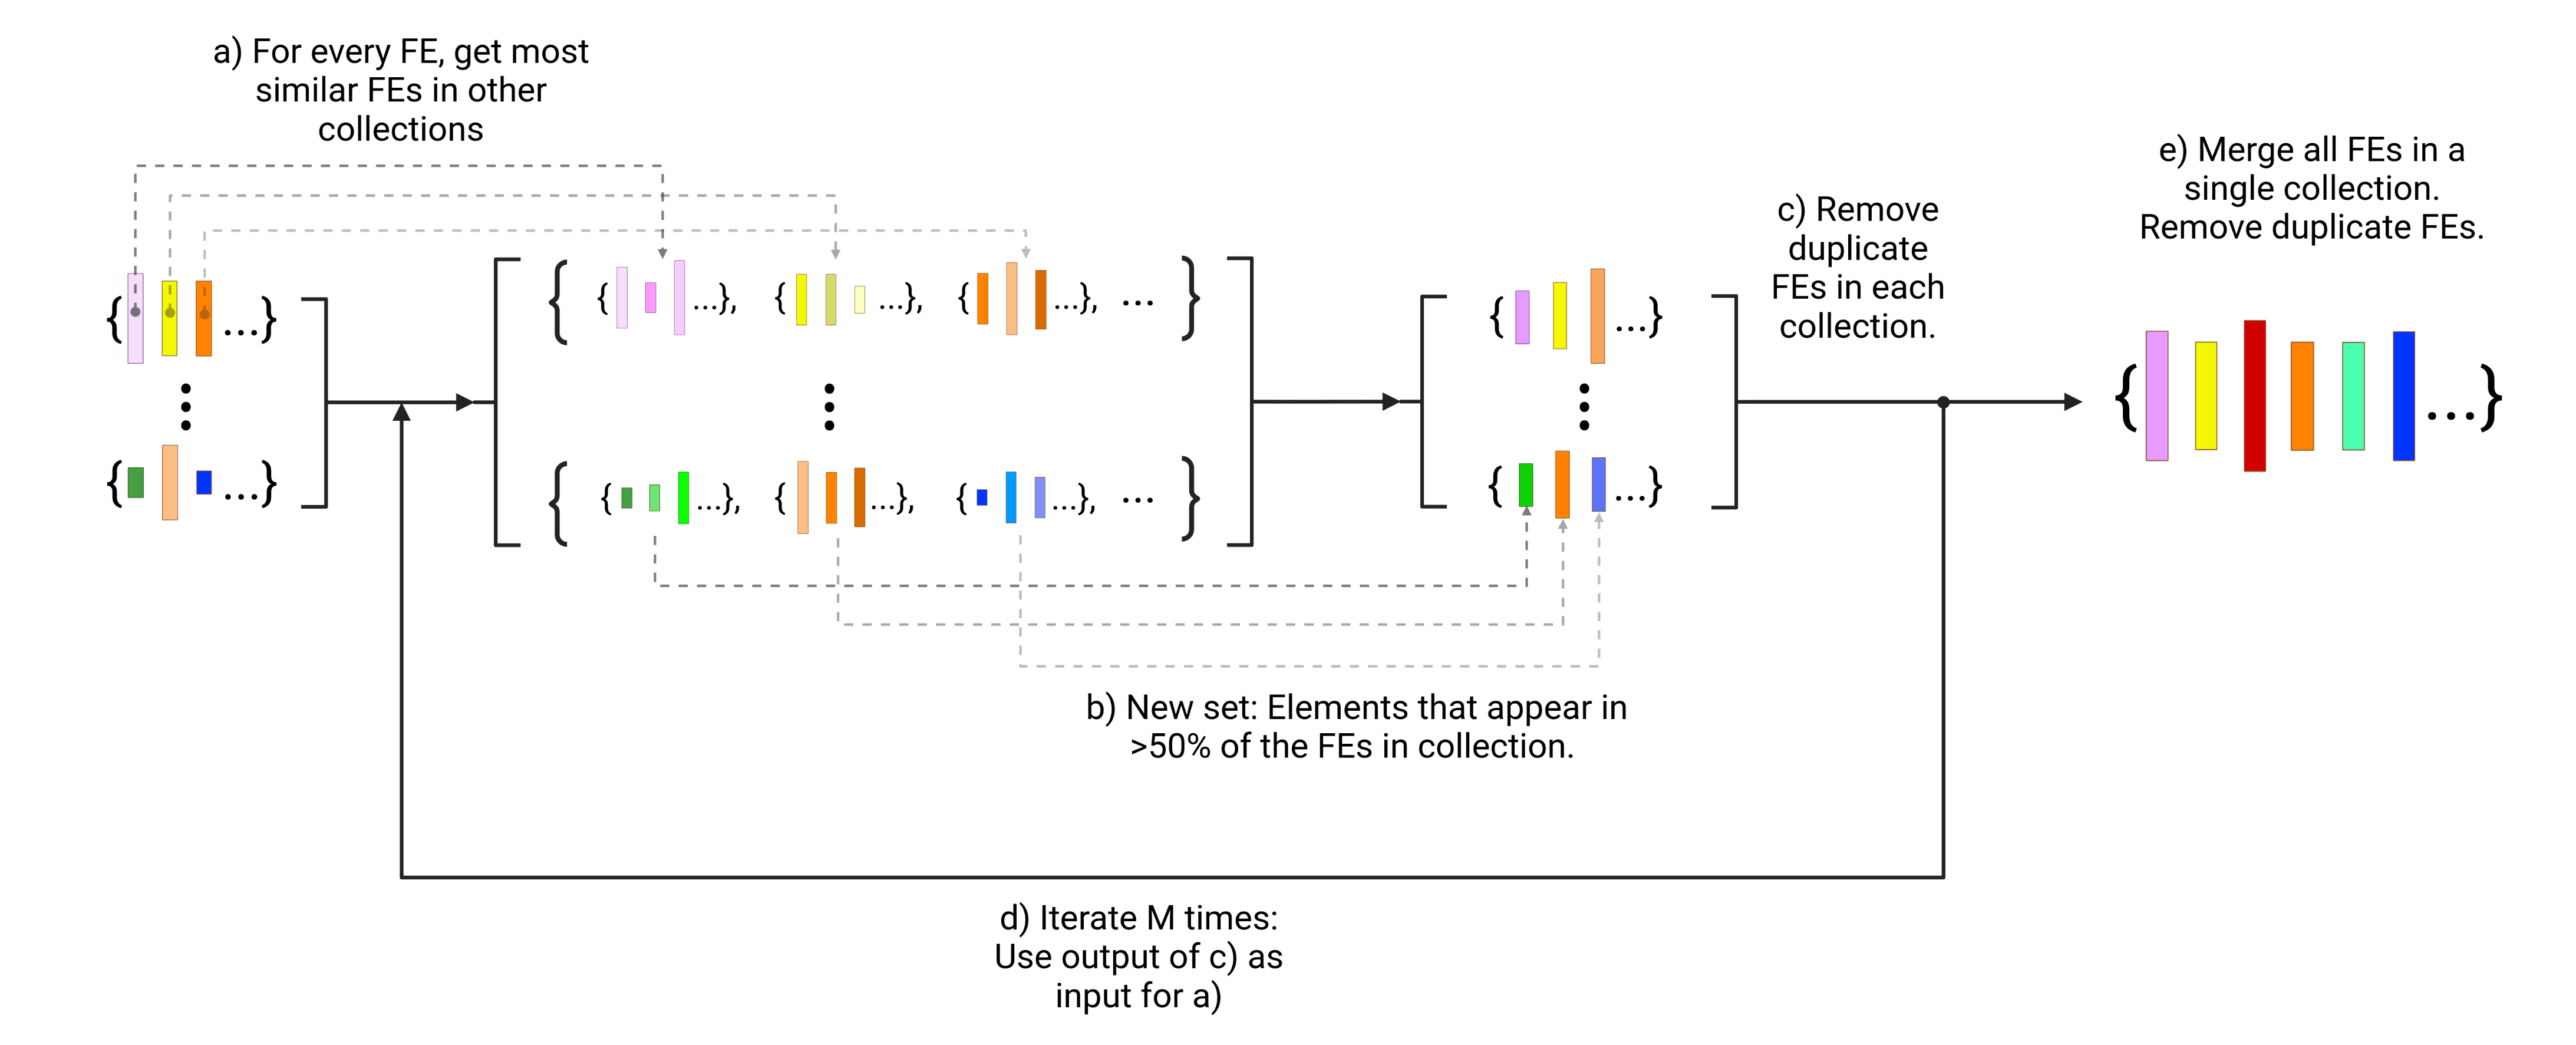 a) For every FE, get most
similar FEs in other
collections
b) New set: Elements that appear in
>50% of the FEs in collection.
c) Remove
duplicate
FEs in each
collection.
d) Iterate M times:
Use output of c) as
input for a)
e) Merge all FEs in a
single collection.
Remove duplicate FEs.